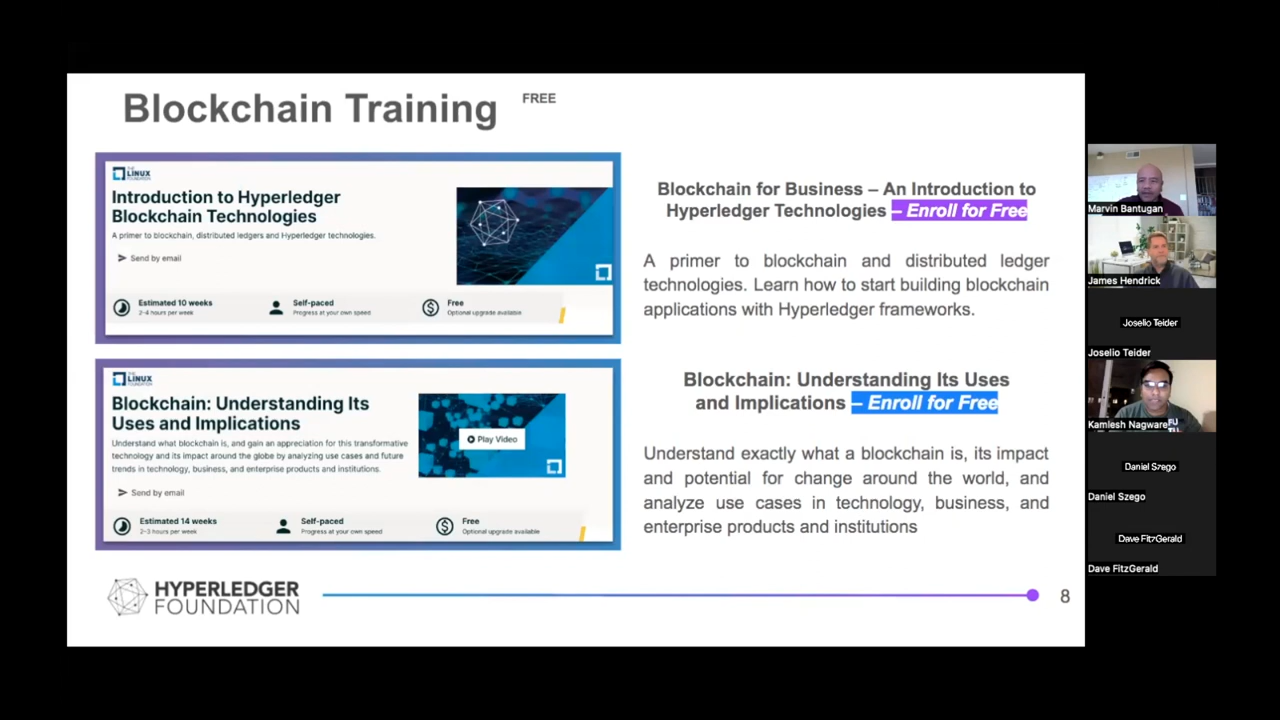 Blockchain Training FREE
THE
LINUX
FOUNDATION
Introduction to Hyperledger
Blockchain Technologies
A primer to blockchain, distributed ledgers and Hyperledger technologies.
Send by email
Estimated 10 weeks
2-4 hours per week
Self-paced
Progress at your own speed
Free
Optional upgrade available
Blockchain for Business – An Introduction to
Hyperledger Technologies – Enroll for Free
A primer to blockchain and distributed ledger
technologies. Learn how to start building blockchain
applications with Hyperledger frameworks.
THE
LINUX
FOUNDATION
Blockchain: Understanding Its
Uses and Implications
Understand what blockchain is, and gain an appreciation for this transformative
technology and its impact around the globe by analyzing use cases and future
trends in technology, business, and enterprise products and institutions.
Play Video
Send by email
Estimated 14 weeks
2-3 hours per week
Self-paced
Progress at your own speed
Free
Optional upgrade available
Blockchain: Understanding Its Uses
and Implications – Enroll for Free
Understand exactly what a blockchain is, its impact
and potential for change around the world, and
analyze use cases in technology, business, and
enterprise products and institutions
HYPERLEDGER
FOUNDATION
8
Marvin Bantugan
James Hendrick
Joselio Teider
Joselio Teider
Kamlesh Nagware
Daniel Szego
Daniel Szego
Dave FitzGerald
Dave FitzGerald